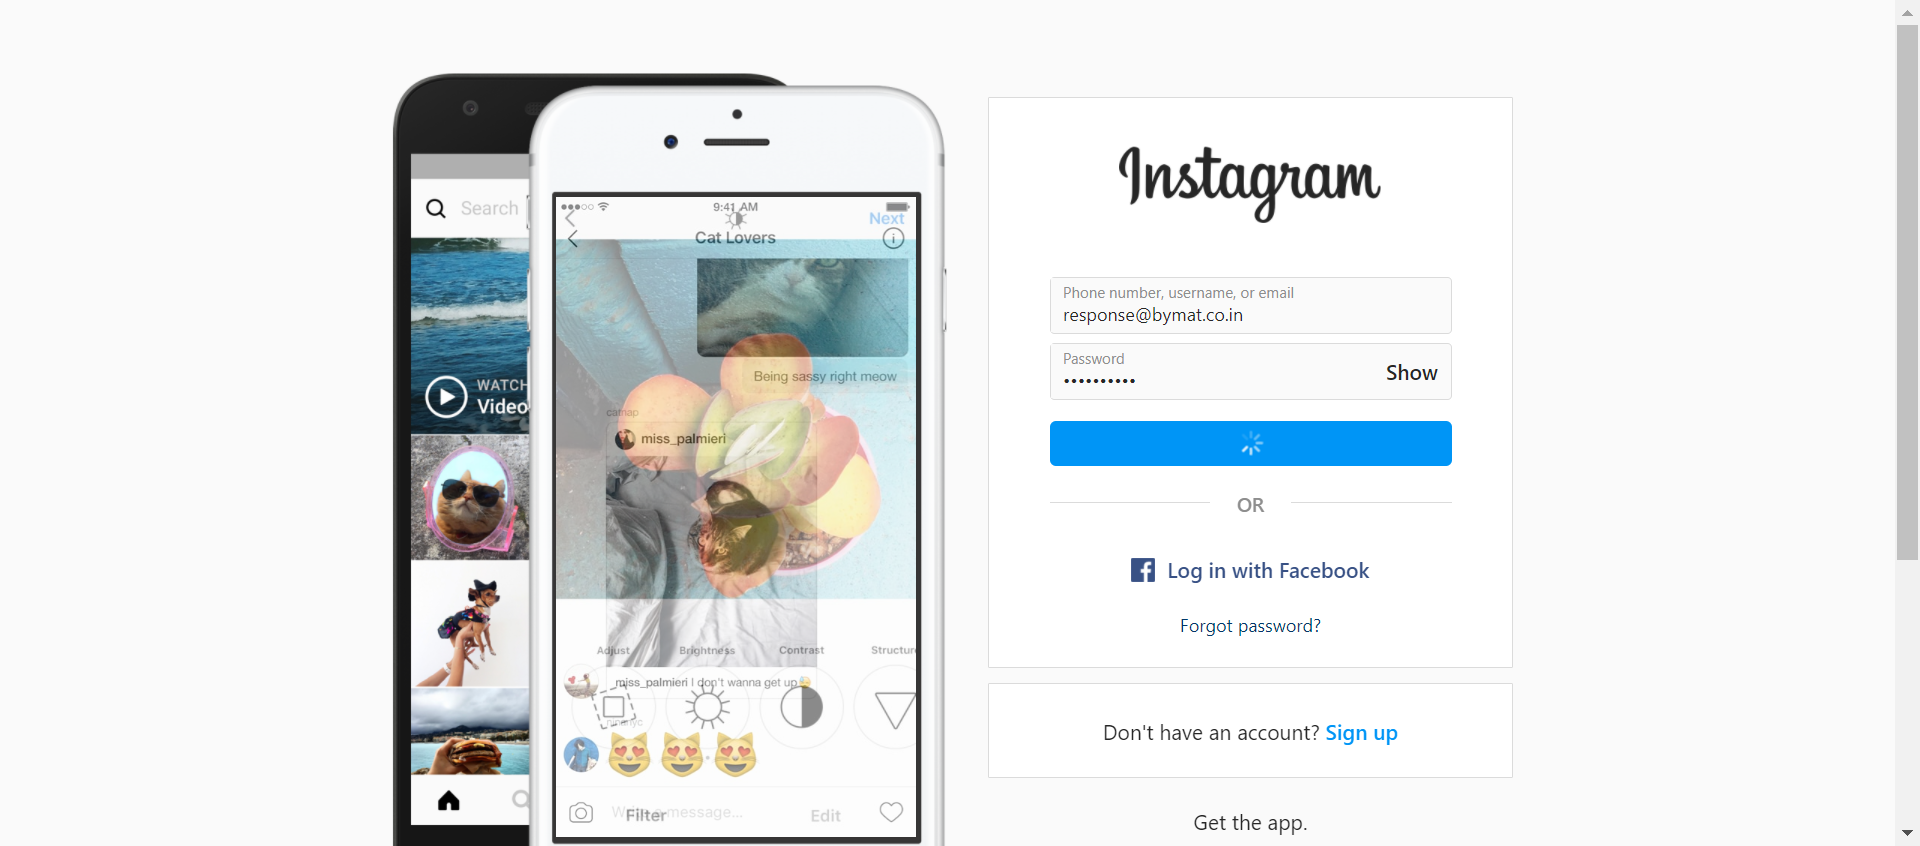 Search
WATCH
Video
9:41 AM
Next
Cat Lovers
Being sassy right meow
catnap
miss_palmieri
Adjust
Brightness
Contrast
Structure
miss_palmieri I don't wanna get up
ninanyc
Write a message...
Filter
Edit
Instagram
Phone number, username, or email
response@bymat.co.in
Password
••••••••••
Show
OR
Log in with Facebook
Forgot password?
Don't have an account? Sign up
Get the app.